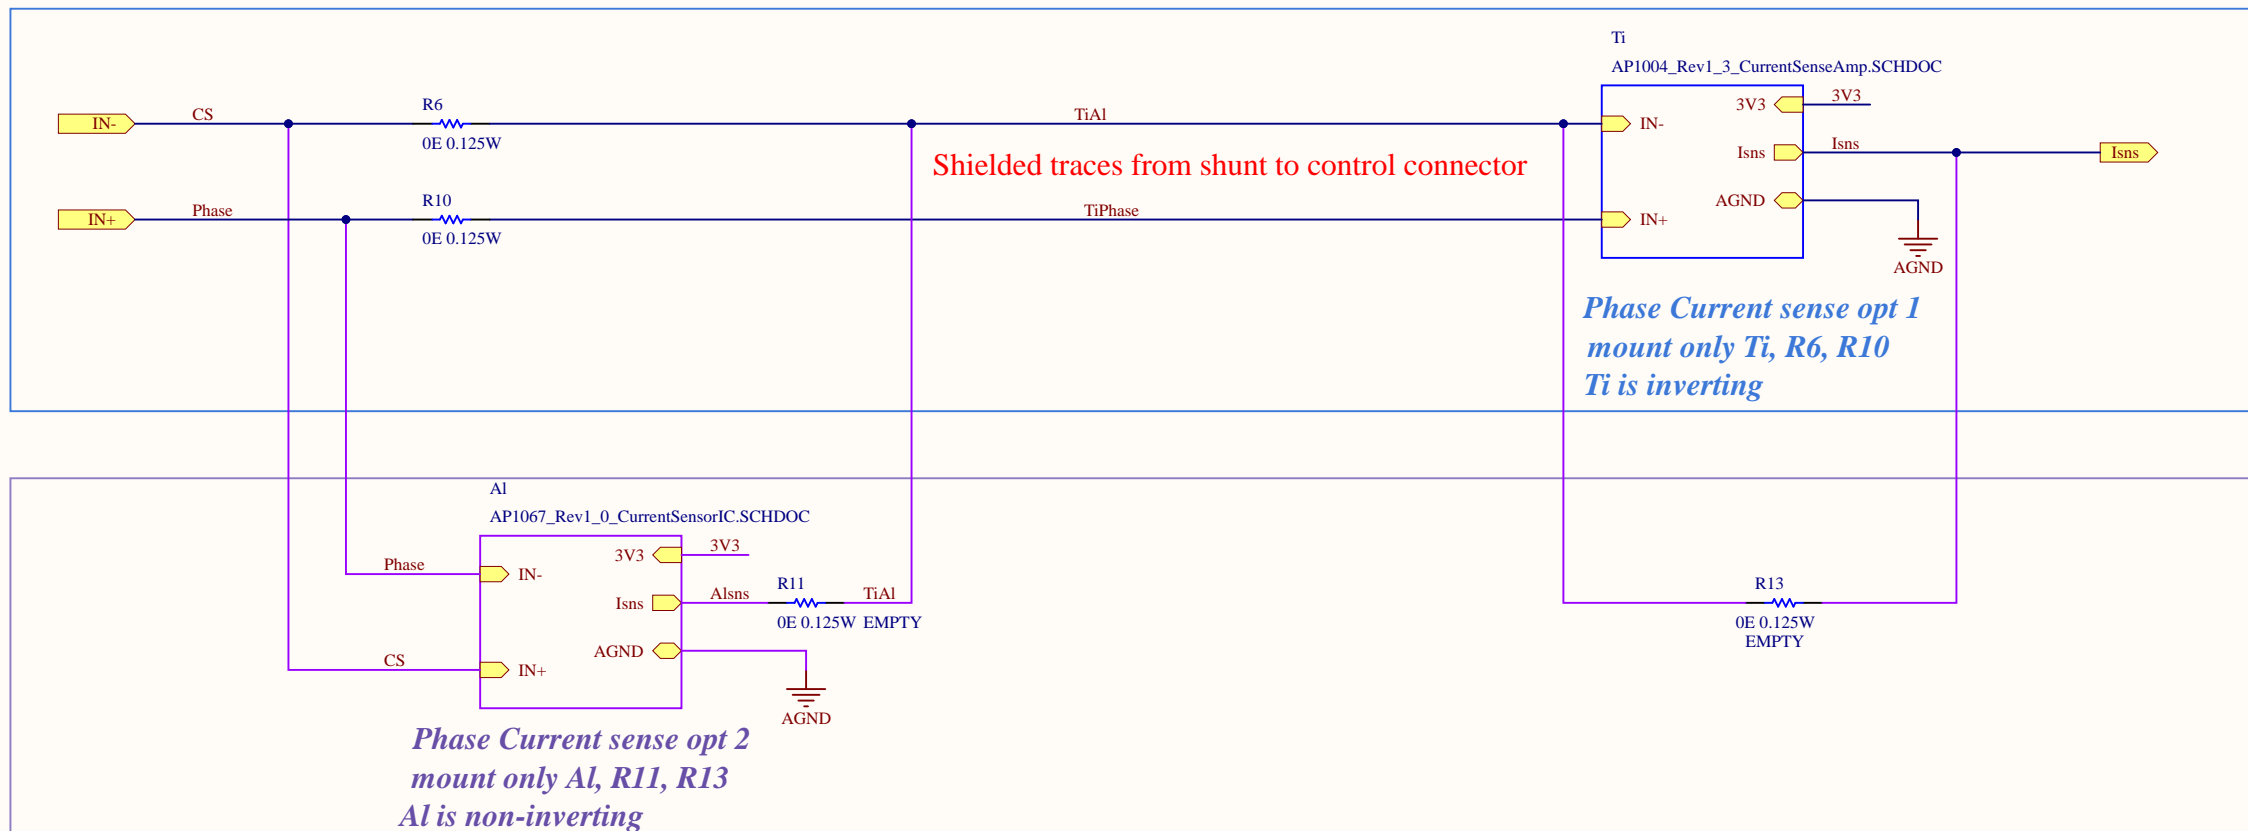 Ti
AP1004_Rev1_3_CurrentSenseAmp.SCHDOC
IN-
CS
R6
0E 0.125W
TiAl
IN-
3V3
3V3
Shielded traces from shunt to control connector
Isns
Isns
Isns
IN+
Phase
R10
0E 0.125W
TiPhase
IN+
AGND
AGND
Phase Current sense opt 1
mount only Ti, R6, R10
Ti is inverting
Al
AP1067_Rev1_0_CurrentSensorIC.SCHDOC
3V3
3V3
Phase
IN-
Isns
Alsns
R11
0E 0.125W
EMPTY
TiAl
AGND
CS
IN+
AGND
R13
0E 0.125W
EMPTY
Phase Current sense opt 2
mount only Al, R11, R13
Al is non-inverting